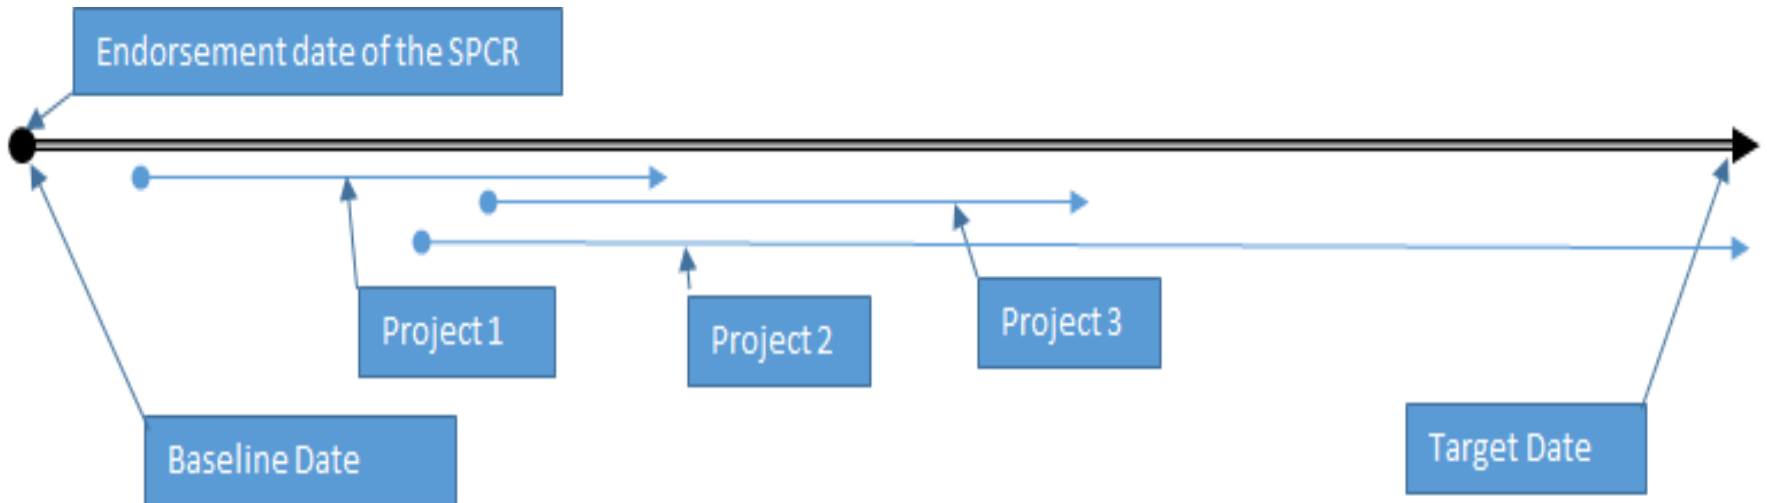 Endorsement date of the SPCR
Project 1
Project 2
Project 3
Baseline Date
Target Date